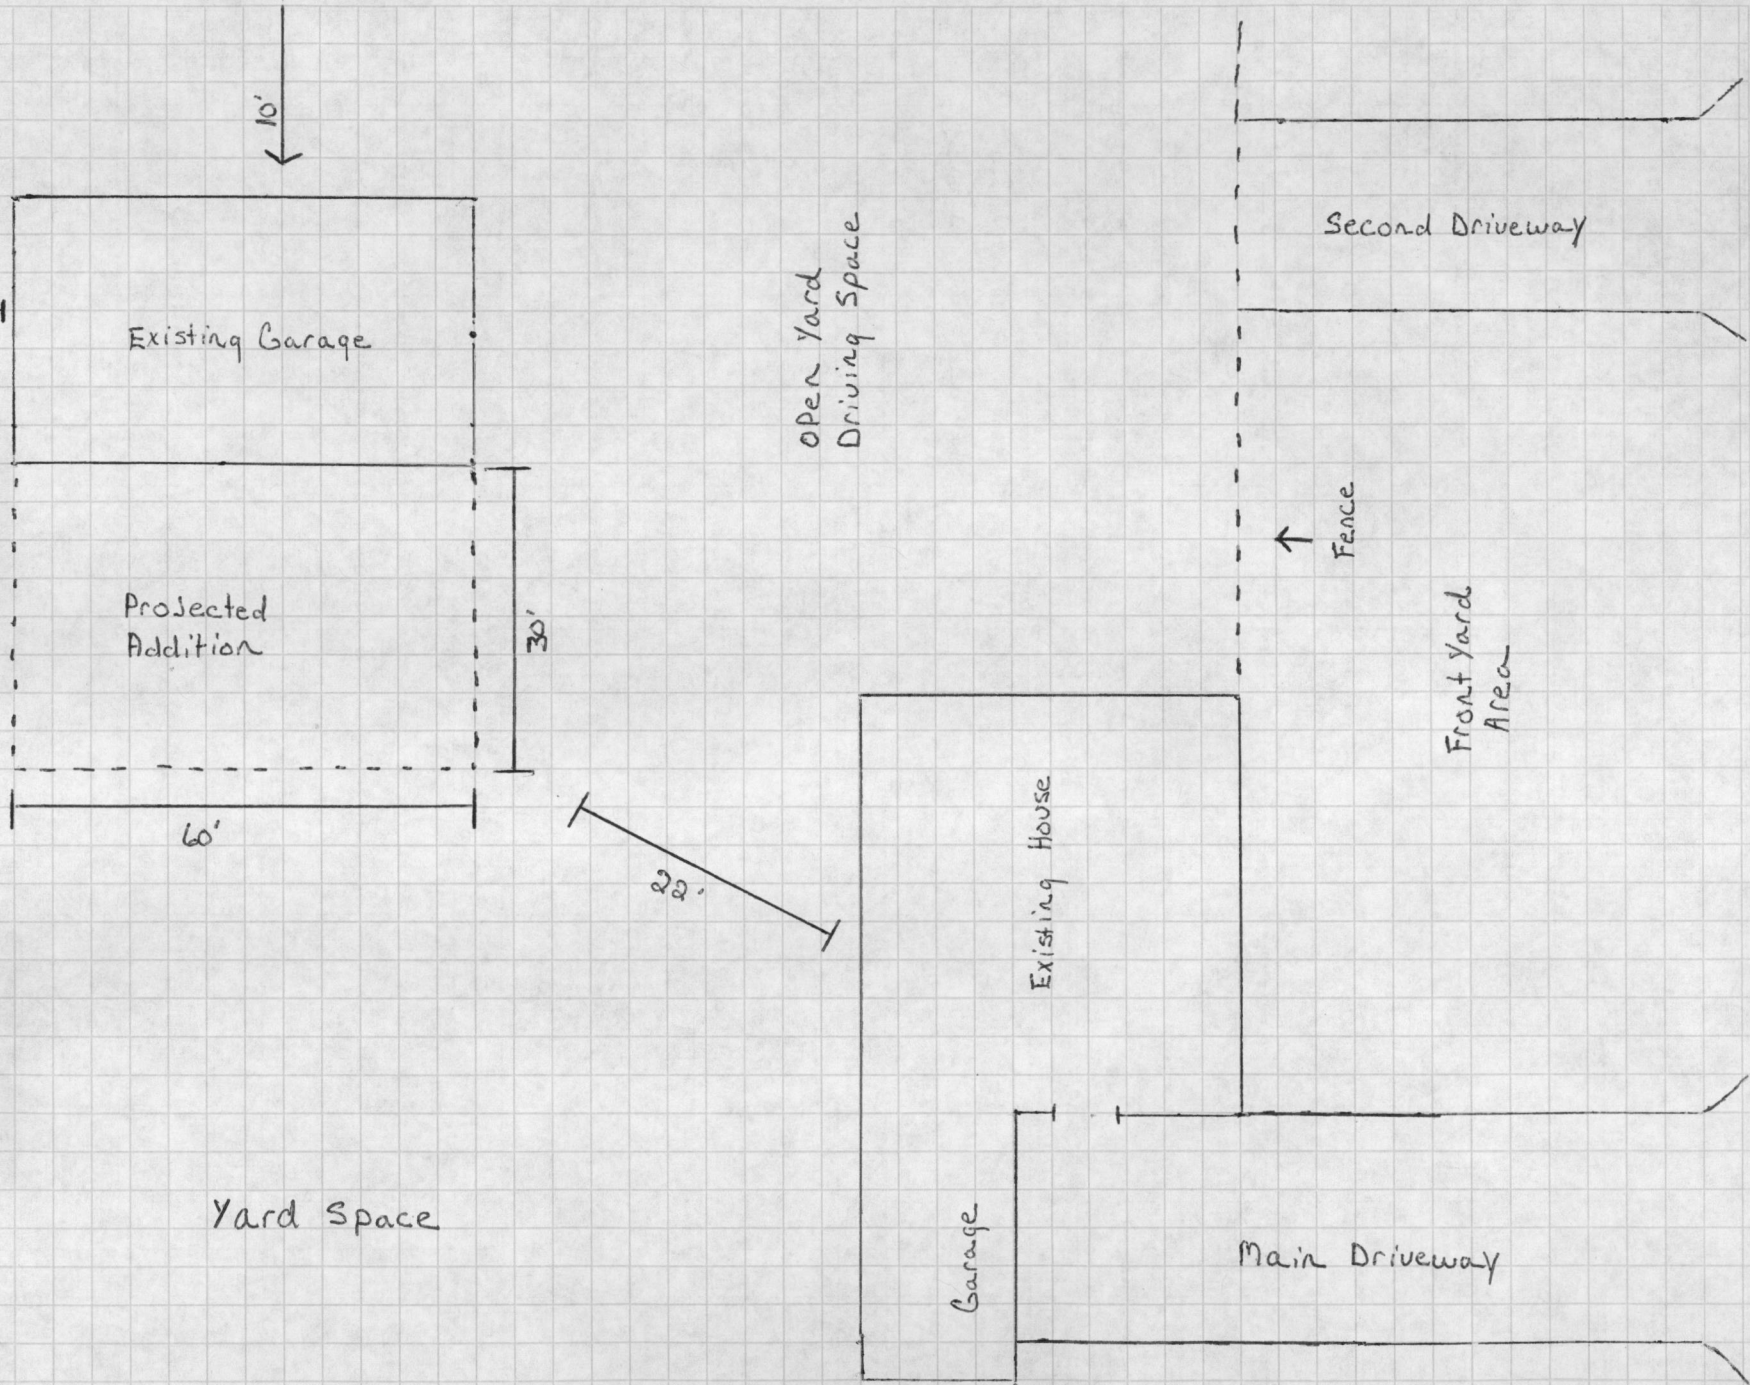 10'
Second Driveway
Open Yard
Driving Space
Existing Garage
Fence
Projected
Addition
30'
Front Yard
Area
60'
22'
Existing House
Yard Space
Garage
Main Driveway